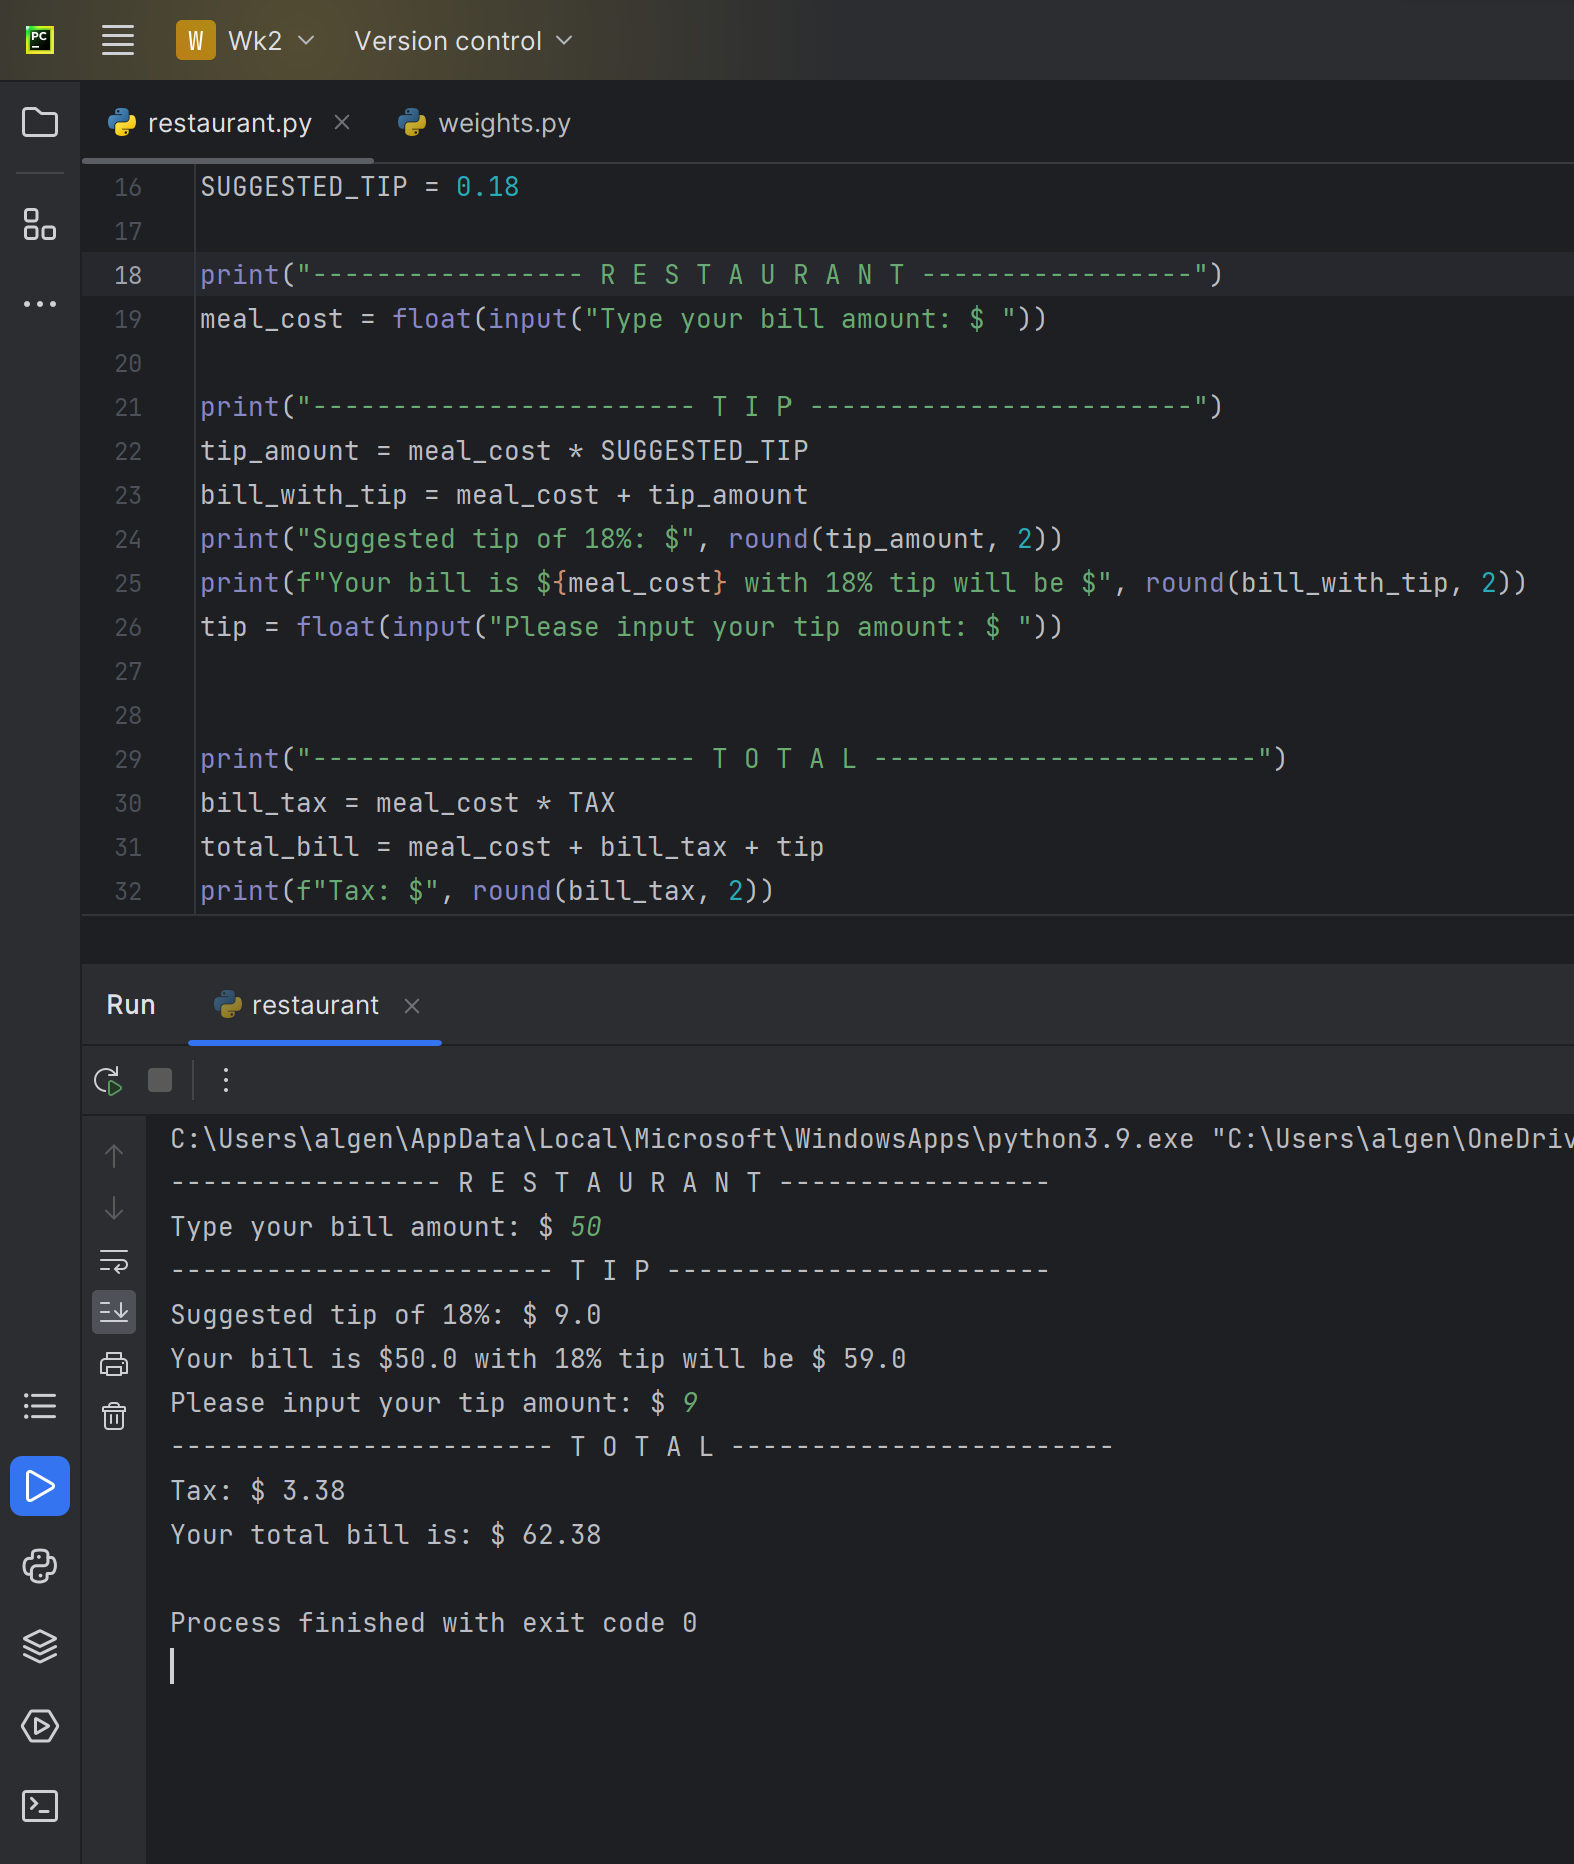 PC
W Wk2 Version control
restaurant.py weights.py
16 SUGGESTED_TIP = 0.18
17
18 print("----------------- R E S T A U R A N T -----------------")
19 meal_cost = float(input("Type your bill amount: $ "))
20
21 print("------------------------ T I P ------------------------")
22 tip_amount = meal_cost * SUGGESTED_TIP
23 bill_with_tip = meal_cost + tip_amount
24 print("Suggested tip of 18%: $", round(tip_amount, 2))
25 print(f"Your bill is ${meal_cost} with 18% tip will be $", round(bill_with_tip, 2))
26 tip = float(input("Please input your tip amount: $ "))
27
28
29 print("------------------------ T O T A L ------------------------")
30 bill_tax = meal_cost * TAX
31 total_bill = meal_cost + bill_tax + tip
32 print(f"Tax: $", round(bill_tax, 2))
Run restaurant
C:\Users\algen\AppData\Local\Microsoft\WindowsApps\python3.9.exe "C:\Users\algen\OneDriv
----------------- R E S T A U R A N T -----------------
Type your bill amount: $ 50
------------------------ T I P ------------------------
Suggested tip of 18%: $ 9.0
Your bill is $50.0 with 18% tip will be $ 59.0
Please input your tip amount: $ 9
------------------------ T O T A L ------------------------
Tax: $ 3.38
Your total bill is: $ 62.38
Process finished with exit code 0